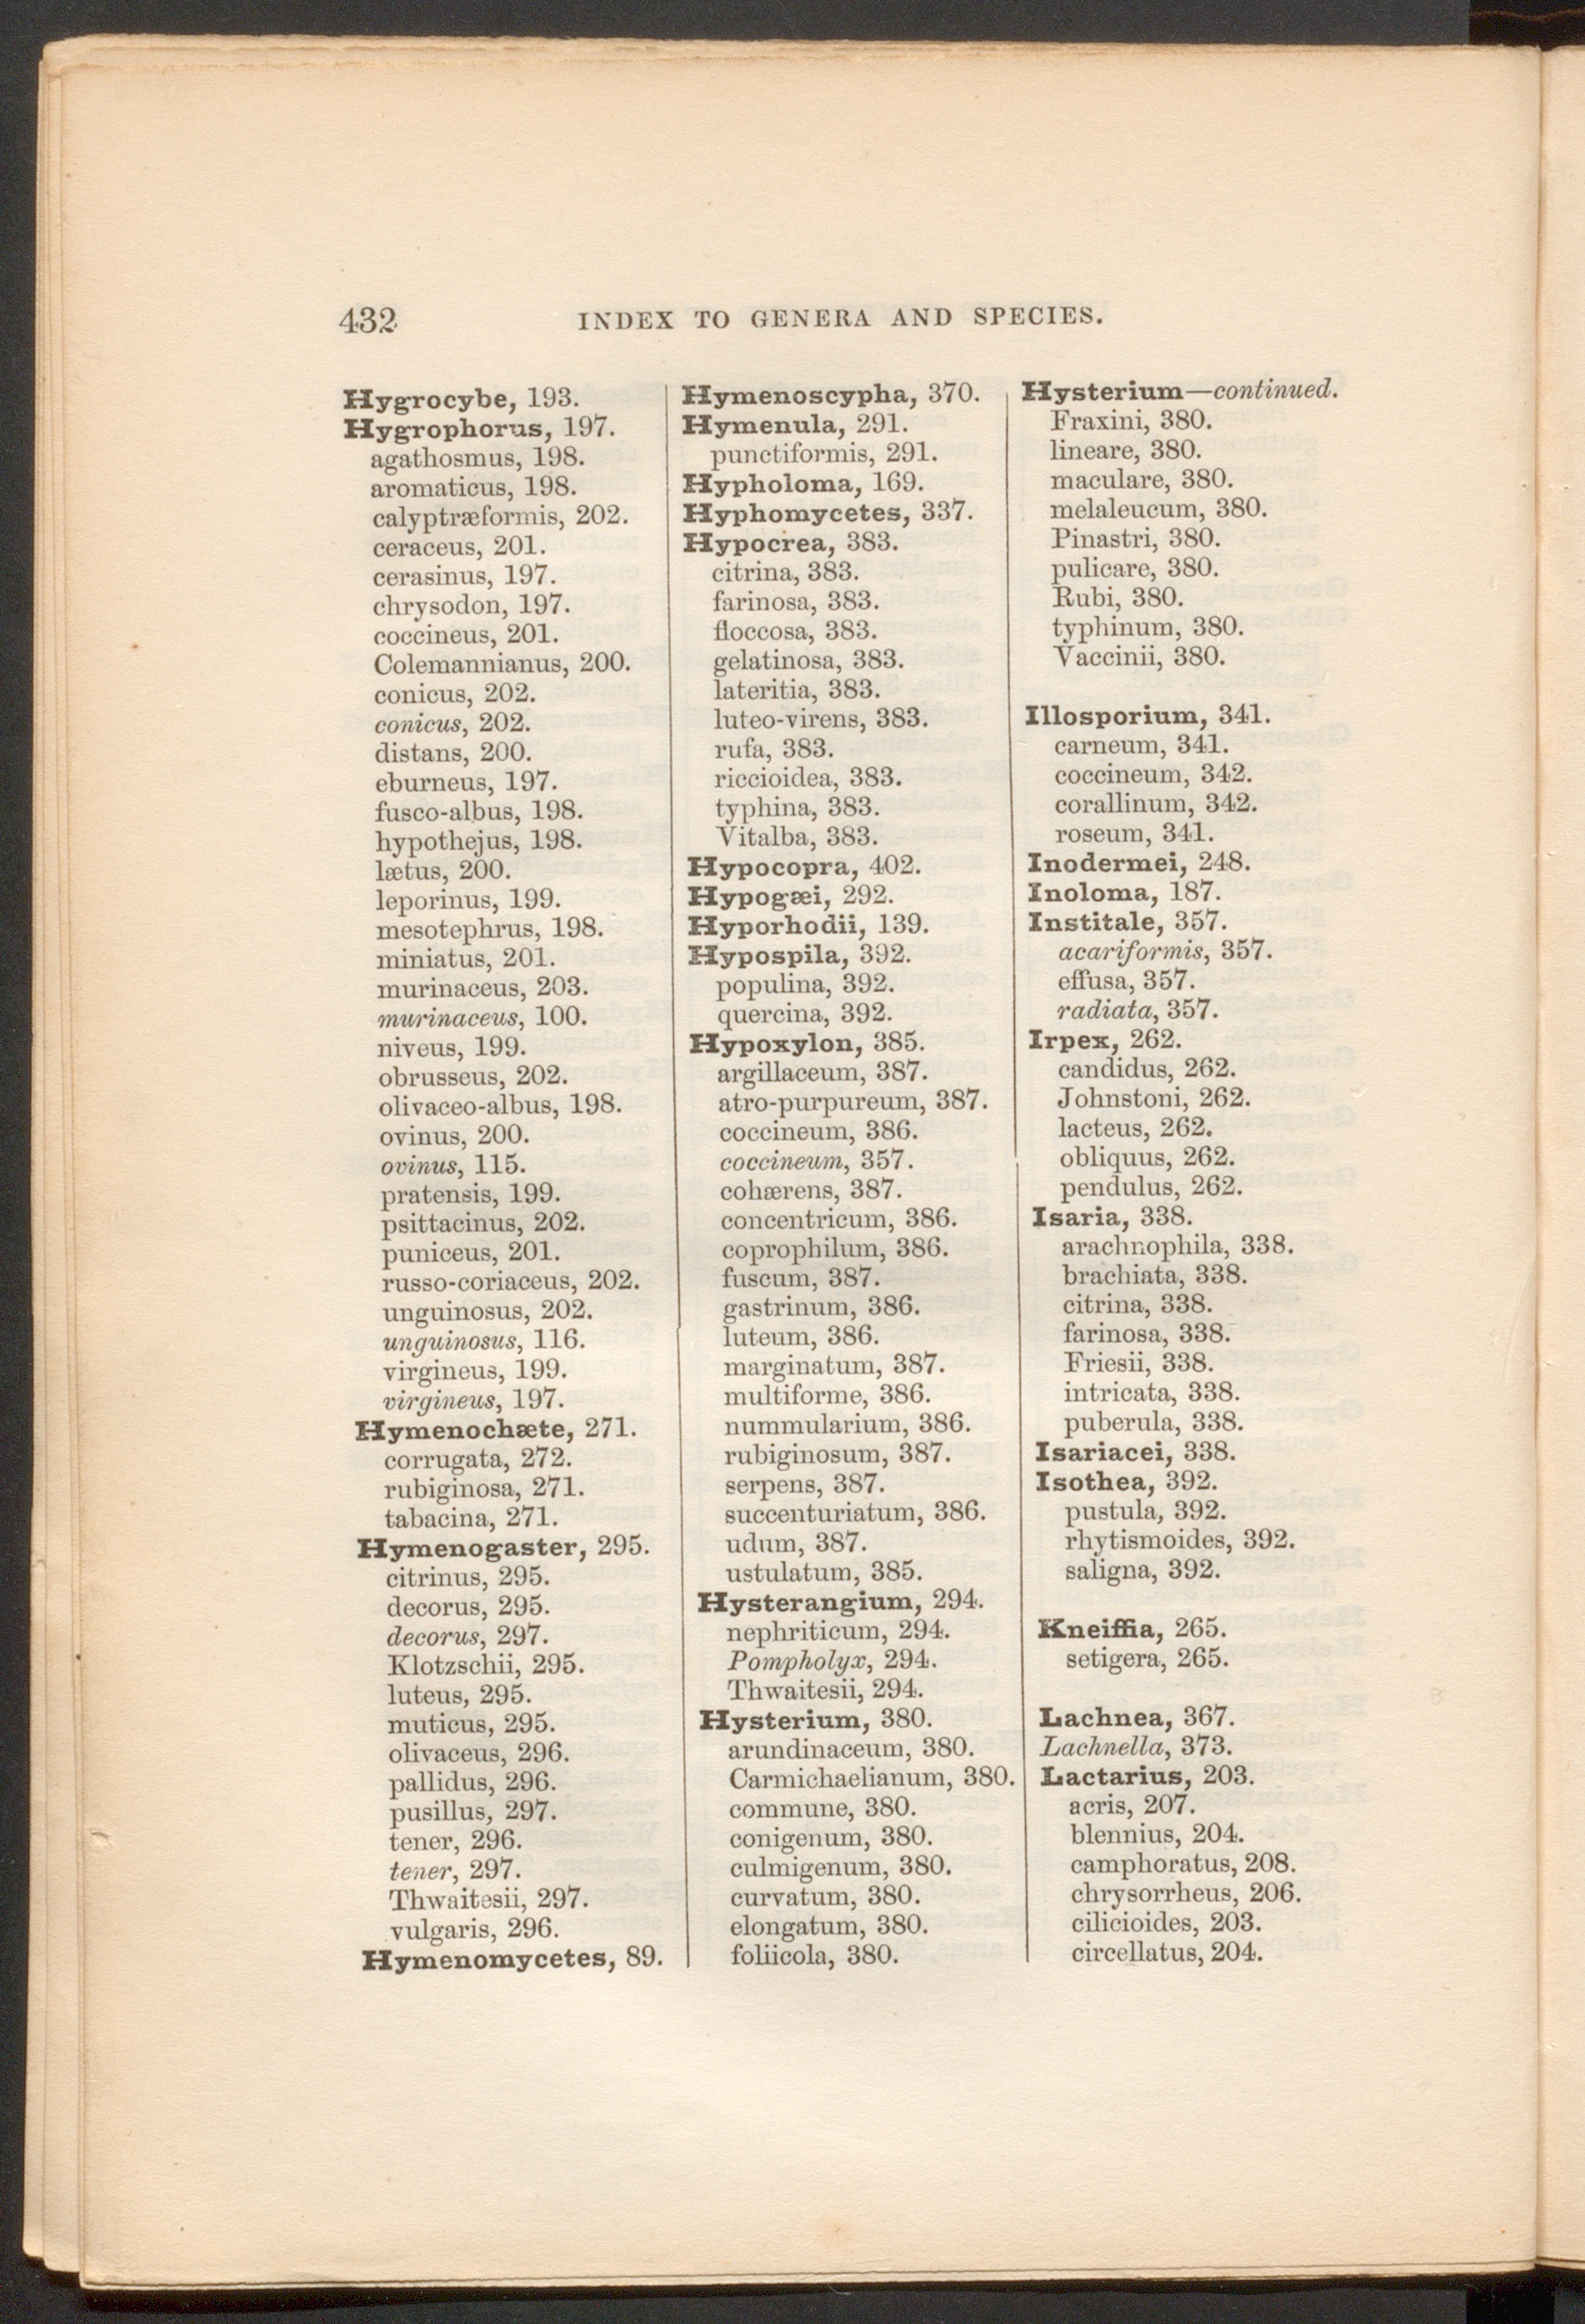 432
INDEX TO GENERA AND SPECIES.
Hygrocybe, 193.
Hygrophorus, 197.
agathosmus, 198.
aromaticus, 198.
calyptræformis, 202.
ceraceus, 201.
cerasinus, 197.
chrysodon, 197.
coccineus, 201.
Colemannianus, 200.
conicus, 202.
conicus, 202.
distans, 200.
eburneus, 197.
fusco-albus, 198.
hypothejus, 198.
lætus, 200.
leporinus, 199.
mesotephrus, 198.
miniatus, 201.
murinaceus, 203.
murinaceus, 100.
niveus, 199.
obrusseus, 202.
olivaceo-albus, 198.
ovinus, 200.
ovinus, 115.
pratensis, 199.
psittacinus, 202.
puniceus, 201.
russo-coriaceus, 202.
unguinosus, 202.
unguinosus, 116.
virgineus, 199.
virgineus, 197.
Hymenochæte, 271.
corrugata, 272.
rubiginosa, 271.
tabacina, 271.
Hymenogaster, 295.
citrinus, 295.
decorus, 295.
decorus, 297.
Klotzschii, 295.
luteus, 295.
muticus, 295.
olivaceus, 296.
pallidus, 296.
pusillus, 297.
tener, 296.
tener, 297.
Thwaitesii, 297.
vulgaris, 296.
Hymenomycetes, 89.
Hymenoscypha, 370.
Hymenula, 291.
punctiformis, 291.
Hypholoma, 169.
Hyphomycetes, 337.
Hypocrea, 383.
citrina, 383.
farinosa, 383.
floccosa, 383.
gelatinosa, 383.
lateritia, 383.
luteo-virens, 383.
rufa, 383.
riccioidea, 383.
typhina, 383.
Vitalba, 383.
Hypocopra, 402.
Hypogæi, 292.
Hyporhodii, 139.
Hypospila, 392.
populina, 392.
quercina, 392.
Hypoxylon, 385.
argillaceum, 387.
atro-purpureum, 387.
coccineum, 386.
coccineum, 357.
cohærens, 387.
concentricum, 386.
coprophilum, 386.
fuscum, 387.
gastrinum, 386.
luteum, 386.
marginatum, 387.
multiforme, 386.
nummularium, 386.
rubiginosum, 387.
serpens, 387.
succenturiatum, 386.
udum, 387.
ustulatum, 385.
Hysterangium, 294.
nephriticum, 294.
Pompholyx, 294.
Thwaitesii, 294.
Hysterium, 380.
arundinaceum, 380.
Carmichaelianum, 380.
commune, 380.
conigenum, 380.
culmigenum, 380.
curvatum, 380.
elongatum, 380.
foliicola, 380.
Hysterium—continued.
Fraxini, 380.
lineare, 380.
maculare, 380.
melaleucum, 380.
Pinastri, 380.
pulicare, 380.
Rubi, 380.
typhinum, 380.
Vaccinii, 380.
Illosporium, 341.
carneum, 341.
coccineum, 342.
corallinum, 342.
roseum, 341.
Inodermei, 248.
Inoloma, 187.
Institale, 357.
acariformis, 357.
effusa, 357.
radiata, 357.
Irpex, 262.
candidus, 262.
Johnstoni, 262.
lacteus, 262.
obliquus, 262.
pendulus, 262.
Isaria, 338.
arachnophila, 338.
brachiata, 338.
citrina, 338.
farinosa, 338.
Friesii, 338.
intricata, 338.
puberula, 338.
Isariacei, 338.
Isothea, 392.
pustula, 392.
rhytismoides, 392.
saligna, 392.
Kneiffia, 265.
setigera, 265.
Lachnea, 367.
Lachnella, 373.
Lactarius, 203.
acris, 207.
blennius, 204.
camphoratus, 208.
chrysorrheus, 206.
cilicioides, 203.
circellatus, 204.